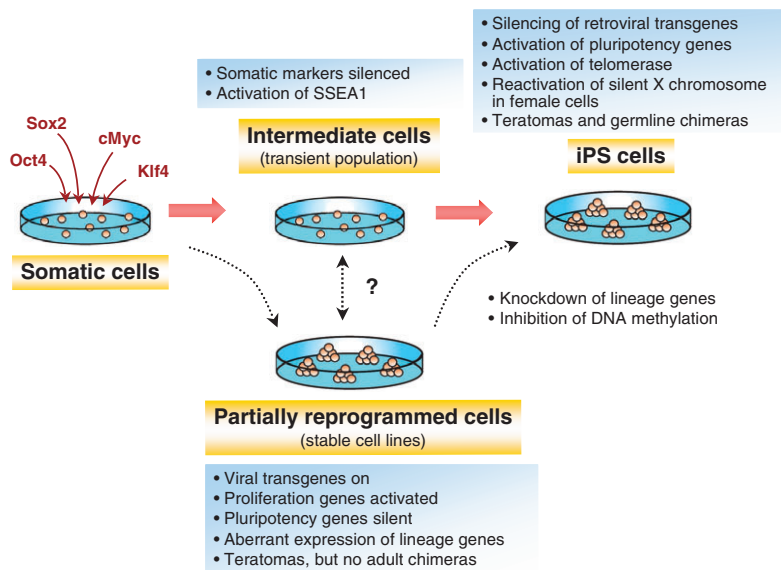 Sox2
cMyc
Oct4
Klf4
Somatic cells
• Somatic markers silenced
• Activation of SSEA1
Intermediate cells
(transient population)
• Silencing of retroviral transgenes
• Activation of pluripotency genes
• Activation of telomerase
• Reactivation of silent X chromosome
in female cells
• Teratomas and germline chimeras
iPS cells
?
• Knockdown of lineage genes
• Inhibition of DNA methylation
Partially reprogrammed cells
(stable cell lines)
• Viral transgenes on
• Proliferation genes activated
• Pluripotency genes silent
• Aberrant expression of lineage genes
• Teratomas, but no adult chimeras